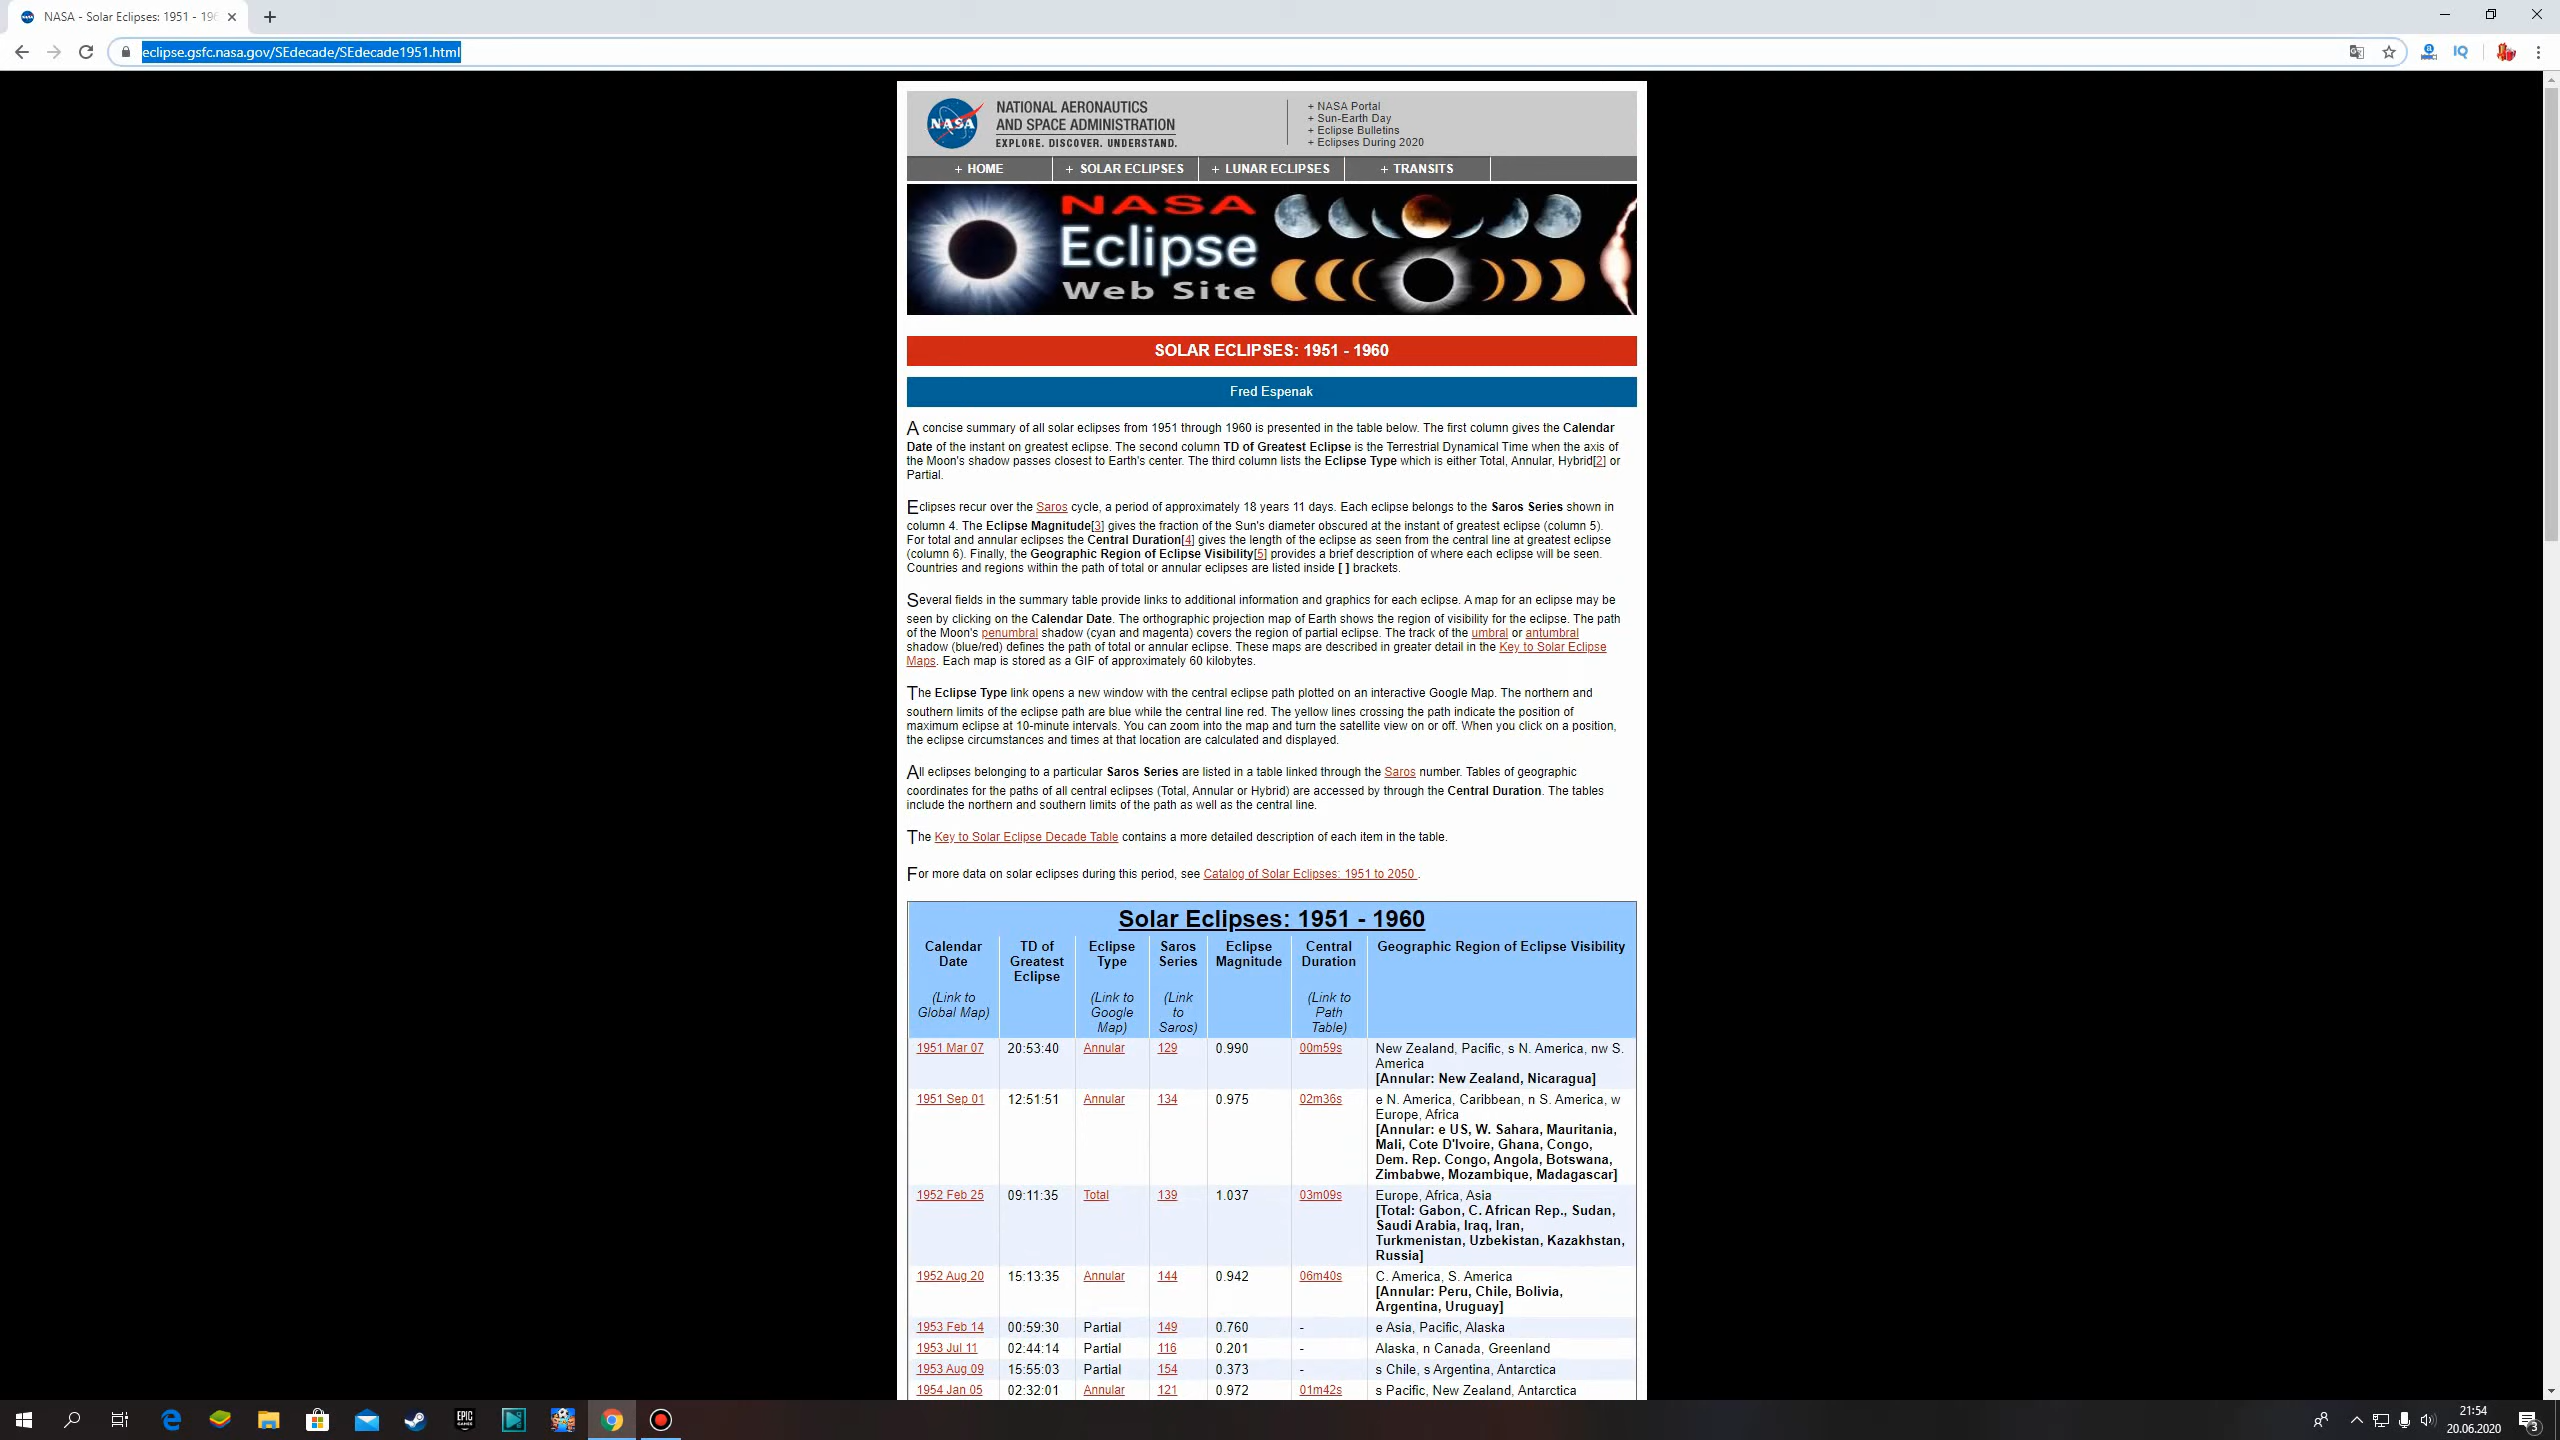 NASA - Solar Eclipses: 1951 - 196
eclipse.gsfc.nasa.gov/SEdecade/SEdecade1951.html
IQ
NASA
NATIONAL AERONAUTICS
AND SPACE ADMINISTRATION
EXPLORE. DISCOVER. UNDERSTAND.
+ NASA Portal
+ Sun-Earth Day
+ Eclipse Bulletins
+ Eclipses During 2020
+ HOME
+ SOLAR ECLIPSES
+ LUNAR ECLIPSES
+ TRANSITS
NASA
Eclipse
Web Site
SOLAR ECLIPSES: 1951 - 1960
Fred Espenak
A concise summary of all solar eclipses from 1951 through 1960 is presented in the table below. The first column gives the Calendar
Date of the instant on greatest eclipse. The second column TD of Greatest Eclipse is the Terrestrial Dynamical Time when the axis of
the Moon's shadow passes closest to Earth's center. The third column lists the Eclipse Type which is either Total, Annular, Hybrid[2] or
Partial.
Eclipses recur over the Saros cycle, a period of approximately 18 years 11 days. Each eclipse belongs to the Saros Series shown in
column 4. The Eclipse Magnitude[3] gives the fraction of the Sun's diameter obscured at the instant of greatest eclipse (column 5).
For total and annular eclipses the Central Duration[4] gives the length of the eclipse as seen from the central line at greatest eclipse
(column 6). Finally, the Geographic Region of Eclipse Visibility[5] provides a brief description of where each eclipse will be seen.
Countries and regions within the path of total or annular eclipses are listed inside [ ] brackets.
Several fields in the summary table provide links to additional information and graphics for each eclipse. A map for an eclipse may be
seen by clicking on the Calendar Date. The orthographic projection map of Earth shows the region of visibility for the eclipse. The path
of the Moon's penumbral shadow (cyan and magenta) covers the region of partial eclipse. The track of the umbral or antumbral
shadow (blue/red) defines the path of total or annular eclipse. These maps are described in greater detail in the Key to Solar Eclipse
Maps. Each map is stored as a GIF of approximately 60 kilobytes.
The Eclipse Type link opens a new window with the central eclipse path plotted on an interactive Google Map. The northern and
southern limits of the eclipse path are blue while the central line red. The yellow lines crossing the path indicate the position of
maximum eclipse at 10-minute intervals. You can zoom into the map and turn the satellite view on or off. When you click on a position,
the eclipse circumstances and times at that location are calculated and displayed.
All eclipses belonging to a particular Saros Series are listed in a table linked through the Saros number. Tables of geographic
coordinates for the paths of all central eclipses (Total, Annular or Hybrid) are accessed by through the Central Duration. The tables
include the northern and southern limits of the path as well as the central line.
The Key to Solar Eclipse Decade Table contains a more detailed description of each item in the table.
For more data on solar eclipses during this period, see Catalog of Solar Eclipses: 1951 to 2050 .
Solar Eclipses: 1951 - 1960
Calendar TD of Eclipse Saros Eclipse Central Geographic Region of Eclipse Visibility
Date Greatest Type Series Magnitude Duration
Eclipse
(Link to (Link to (Link (Link to
Global Map) Google to Path
Map) Saros) Table)
1951 Mar 07 20:53:40 Annular 129 0.990 00m59s New Zealand, Pacific, s N. America, nw S.
America
[Annular: New Zealand, Nicaragua]
1951 Sep 01 12:51:51 Annular 134 0.975 02m36s e N. America, Caribbean, n S. America, w
Europe, Africa
[Annular: e US, W. Sahara, Mauritania,
Mali, Cote D'Ivoire, Ghana, Congo,
Dem. Rep. Congo, Angola, Botswana,
Zimbabwe, Mozambique, Madagascar]
1952 Feb 25 09:11:35 Total 139 1.037 03m09s Europe, Africa, Asia
[Total: Gabon, C. African Rep., Sudan,
Saudi Arabia, Iraq, Iran,
Turkmenistan, Uzbekistan, Kazakhstan,
Russia]
1952 Aug 20 15:13:35 Annular 144 0.942 06m40s C. America, S. America
[Annular: Peru, Chile, Bolivia,
Argentina, Uruguay]
1953 Feb 14 00:59:30 Partial 149 0.760 - e Asia, Pacific, Alaska
1953 Jul 11 02:44:14 Partial 116 0.201 - Alaska, n Canada, Greenland
1953 Aug 09 15:55:03 Partial 154 0.373 - s Chile, s Argentina, Antarctica
1954 Jan 05 02:32:01 Annular 121 0.972 01m42s s Pacific, New Zealand, Antarctica
EPIC
GAMES
21:54
20.06.2020
3